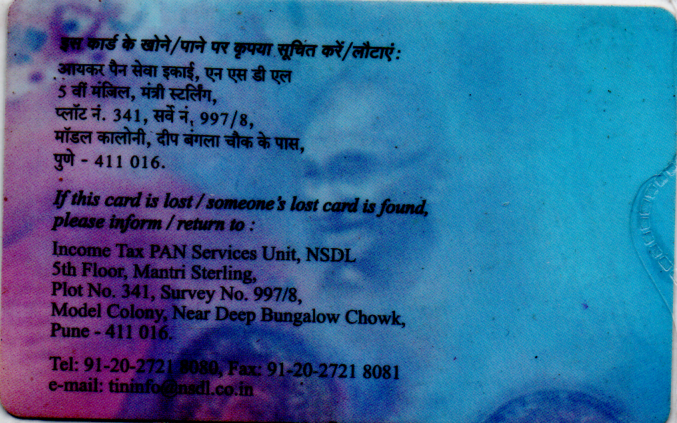 इस कार्ड के खोने/पाने पर कृपया सूचित करें/लौटाएं:
आयकर पैन सेवा इकाई, एन एस डी एल
5 वीं मंज़िल, मंत्री स्टर्लिंग,
प्लॉट नं. 341, सर्वे नं. 997/8,
मॉडल कालोनी, दीप बंगला चौक के पास,
पुणे - 411 016.
If this card is lost / someone's lost card is found,
please inform / return to :
Income Tax PAN Services Unit, NSDL
5th Floor, Mantri Sterling,
Plot No. 341, Survey No. 997/8,
Model Colony, Near Deep Bungalow Chowk,
Pune - 411 016.
Tel: 91-20-2721 8080, Fax: 91-20-2721 8081
e-mail: tininfo@nsdl.co.in